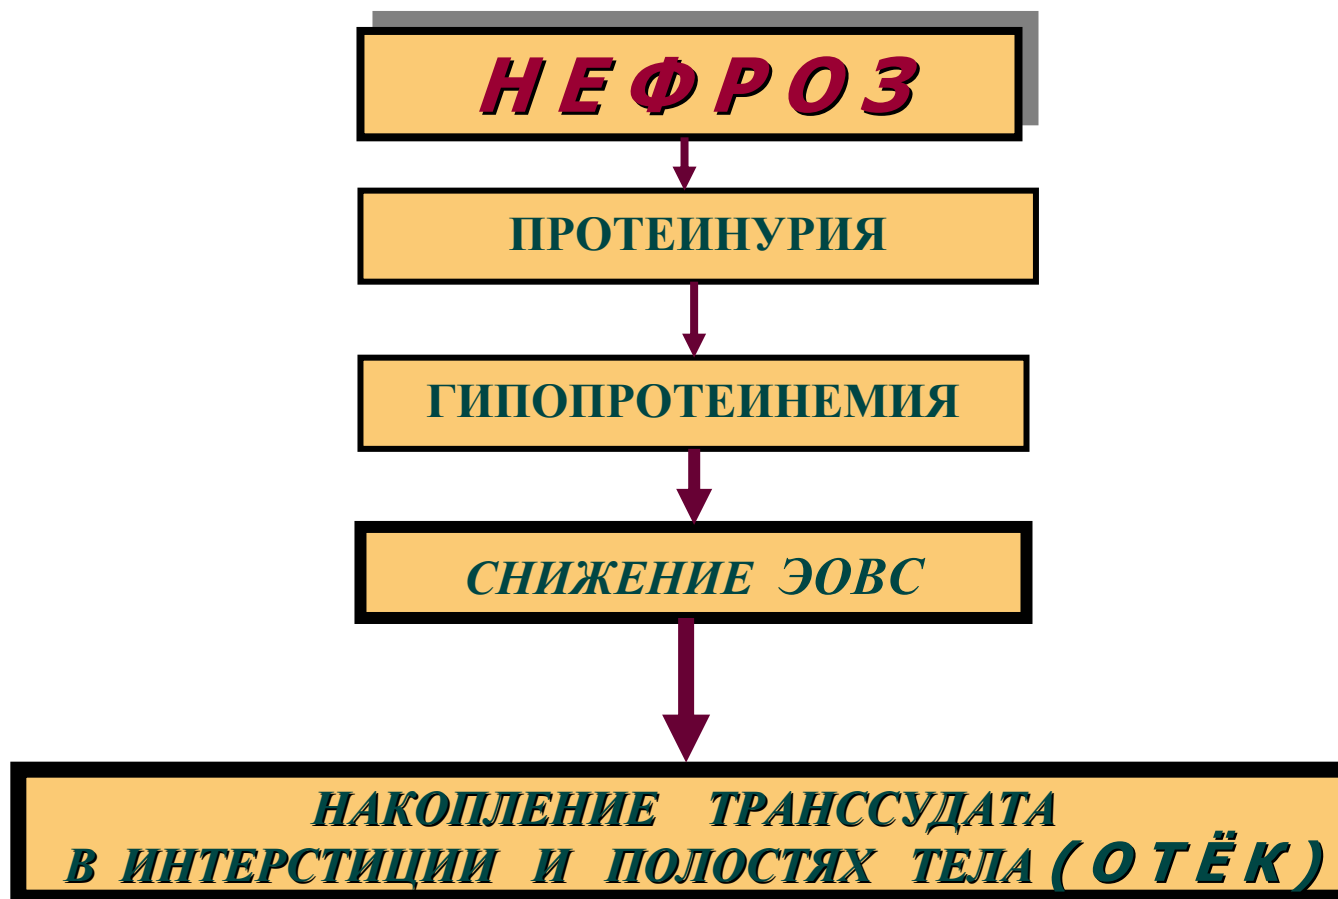 Н Е Ф Р О З
ПРОТЕИНУРИЯ
ГИПОПРОТЕИНЕМИЯ
СНИЖЕНИЕ ЭОВС
НАКОПЛЕНИЕ ТРАНССУДАТА
В ИНТЕРСТИЦИИ И ПОЛОСТЯХ ТЕЛА ( О Т Ё К )